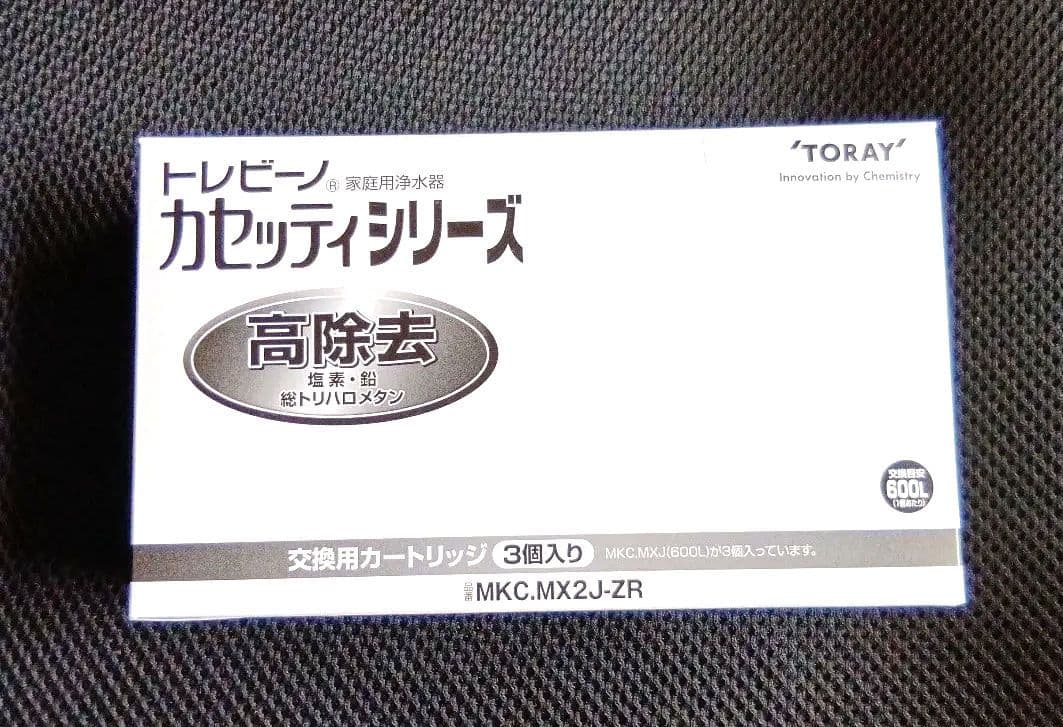 トレビーノ® 家庭用浄水器
カセッティシリーズ
'TORAY'
Innovation by Chemistry
高除去
塩素・鉛
総トリハロメタン
交換目安
600L
(1個あたり)
交換用カートリッジ 3個入り MKC.MXJ(600L)が3個入っています。
品番 MKC.MX2J-ZR